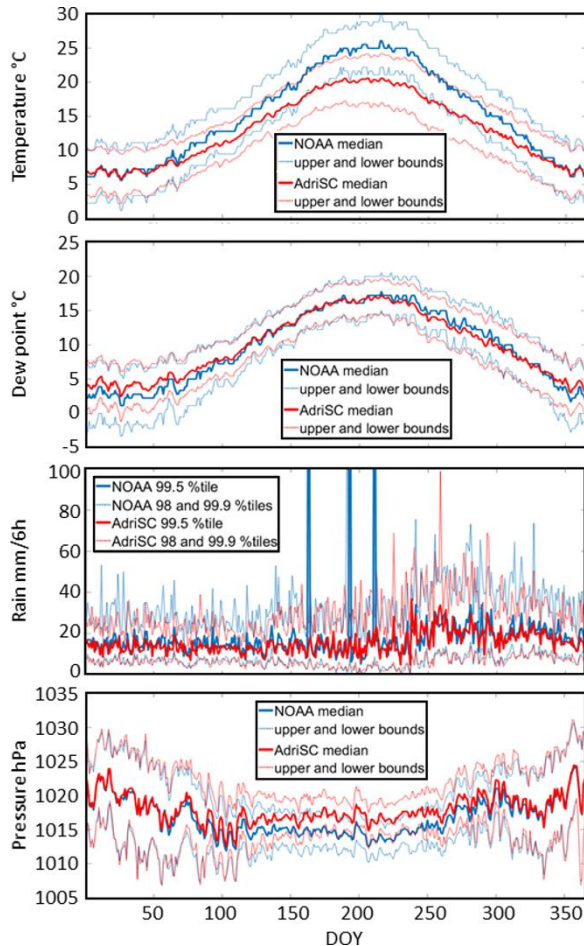 30
25
20
15
10
5
0
Temperature °C
NOAA median
upper and lower bounds
AdriSC median
upper and lower bounds
25
20
15
10
5
0
-5
Dew point °C
NOAA median
upper and lower bounds
AdriSC median
upper and lower bounds
100
80
60
40
20
0
Rain mm/6h
NOAA 99.5 %tile
NOAA 98 and 99.9 %tiles
AdriSC 99.5 %tile
AdriSC 98 and 99.9 %tiles
1035
1030
1025
1020
1015
1010
1005
Pressure hPa
NOAA median
upper and lower bounds
AdriSC median
upper and lower bounds
50 100 150 200 250 300 350
DOY